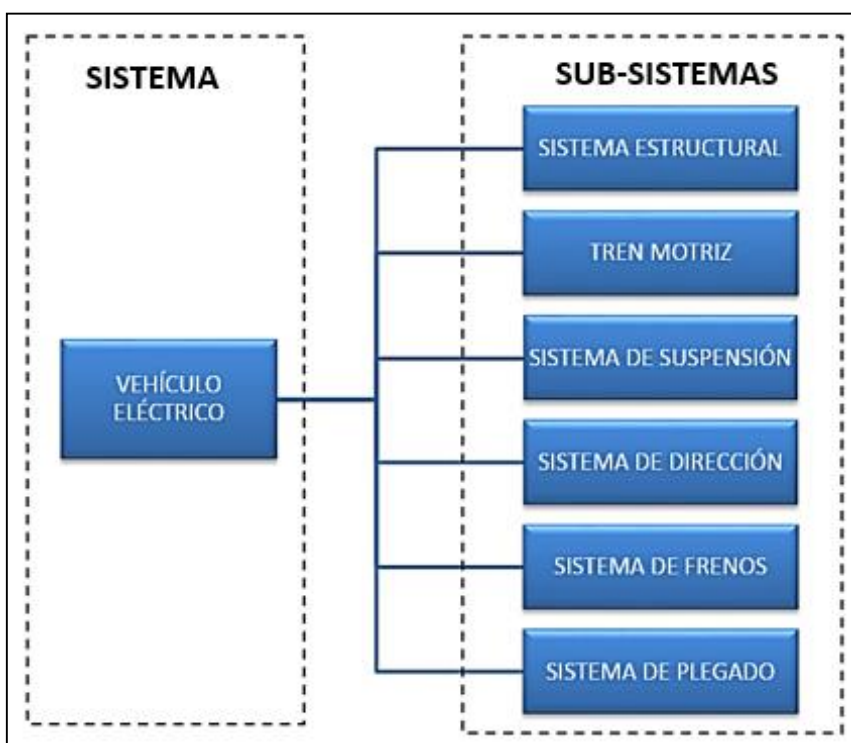 SISTEMA
SUB-SISTEMAS
SISTEMA ESTRUCTURAL
TREN MOTRIZ
SISTEMA DE SUSPENSIÓN
VEHÍCULO
ELÉCTRICO
SISTEMA DE DIRECCIÓN
SISTEMA DE FRENOS
SISTEMA DE PLEGADO